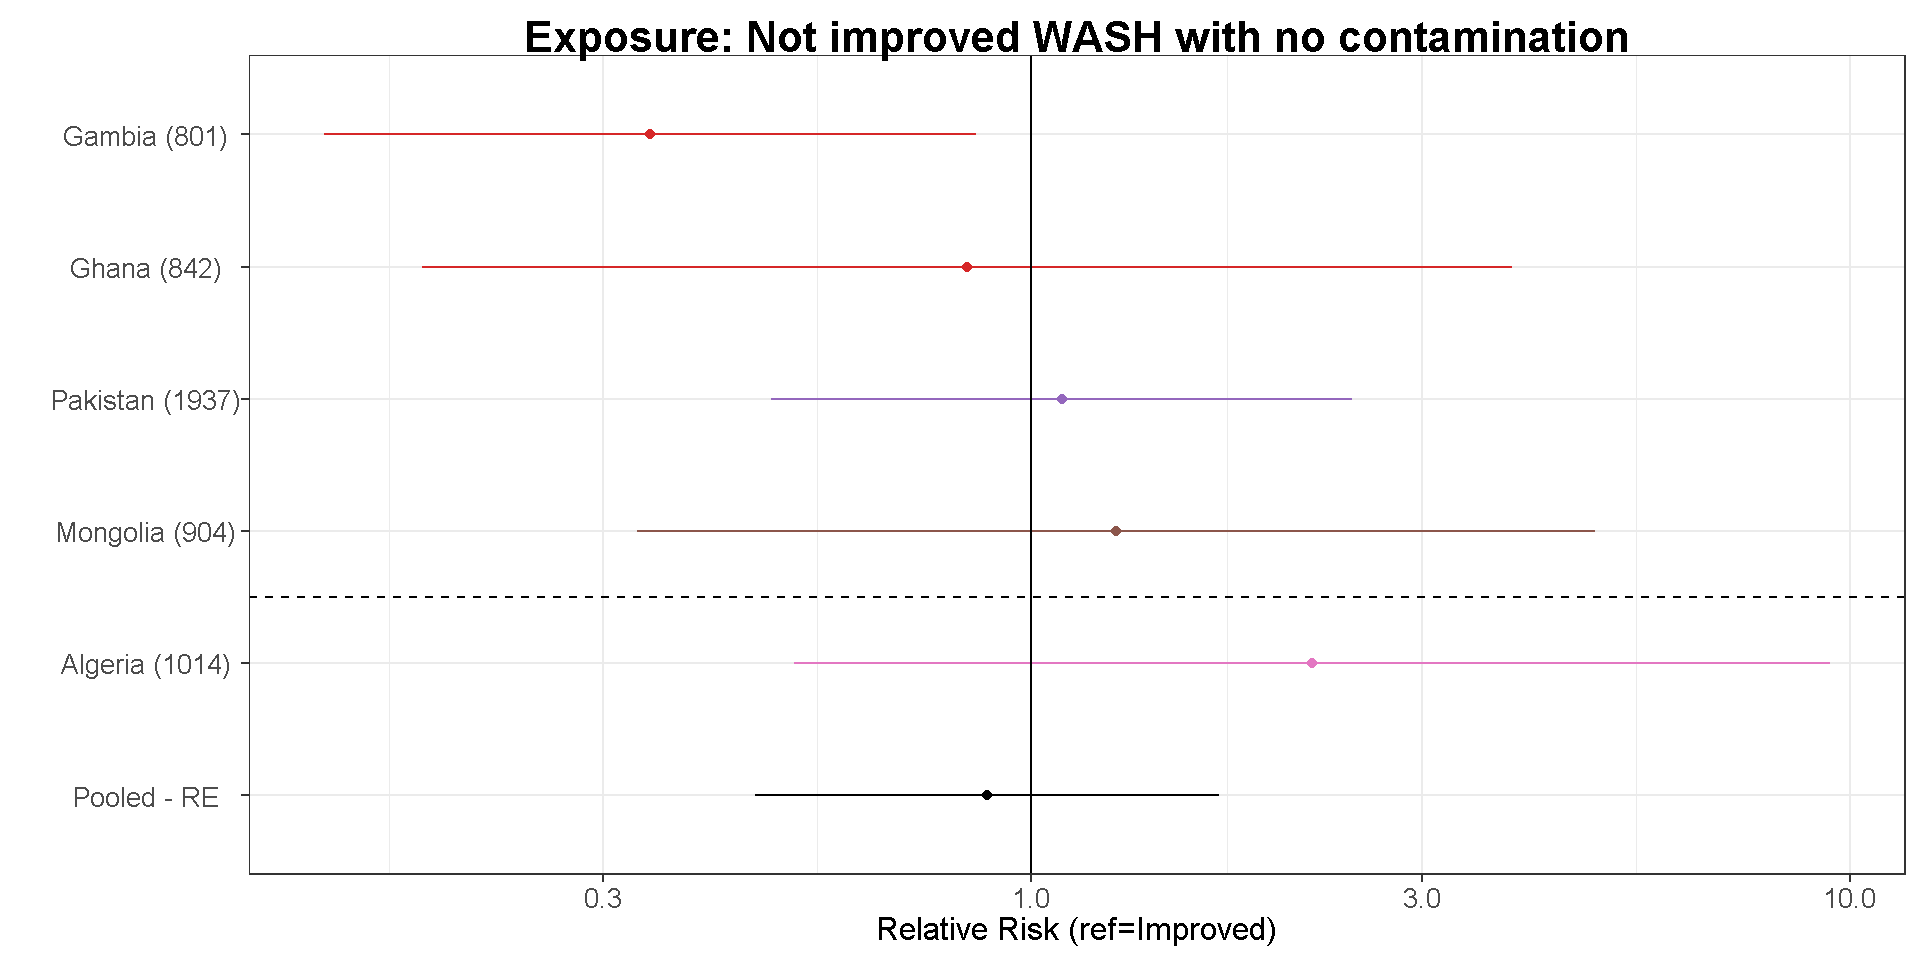 Exposure: Not improved WASH with no contamination
Gambia (801)
Ghana (842)
Pakistan (1937)
Mongolia (904)
Algeria (1014)
Pooled - RE
0.3 1.0 3.0 10.0
Relative Risk (ref=Improved)